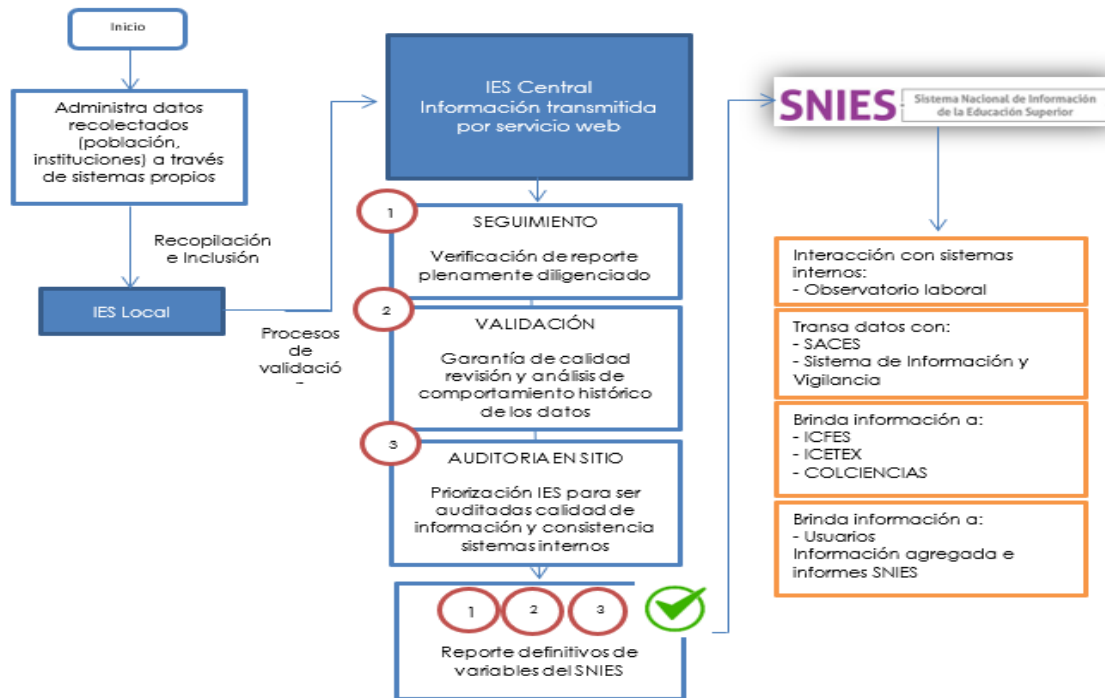 Inicio
Administra datos
recolectados
(población,
instituciones) a través
de sistemas propios
Recopilación
e Inclusión
IES Local
Procesos
de
validació
IES Central
Información transmitida
por servicio web
1
SEGUIMIENTO
Verificación de reporte
plenamente diligenciado
2
VALIDACIÓN
Garantía de calidad
revisión y análisis de
comportamiento histórico
de los datos
3
AUDITORIA EN SITIO
Priorización IES para ser
auditadas calidad de
información y consistencia
sistemas internos
1 2 3
Reporte definitivos de
variables del SNIES
SNIES
Sistema Nacional de Información
de la Educación Superior
Interacción con sistemas
internos:
- Observatorio laboral
Transa datos con:
- SACES
- Sistema de Información y
Vigilancia
Brinda información a:
- ICFES
- ICETEX
- COLCIENCIAS
Brinda información a:
- Usuarios
Información agregada e
informes SNIES